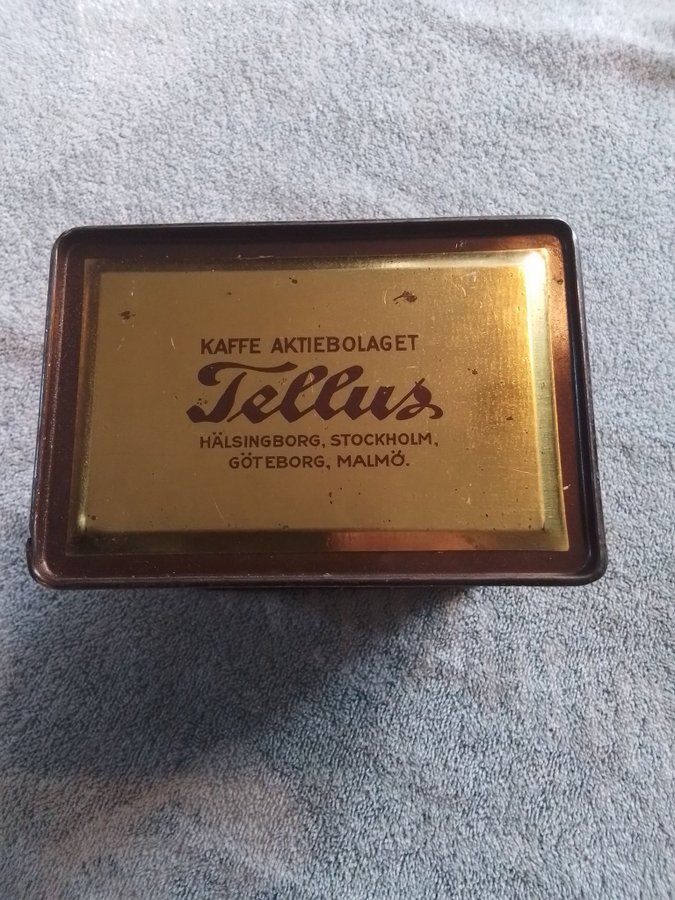 KAFFE AKTIEBOLAGET
Tellus
HÄLSINGBORG, STOCKHOLM,
GÖTEBORG, MALMÖ.